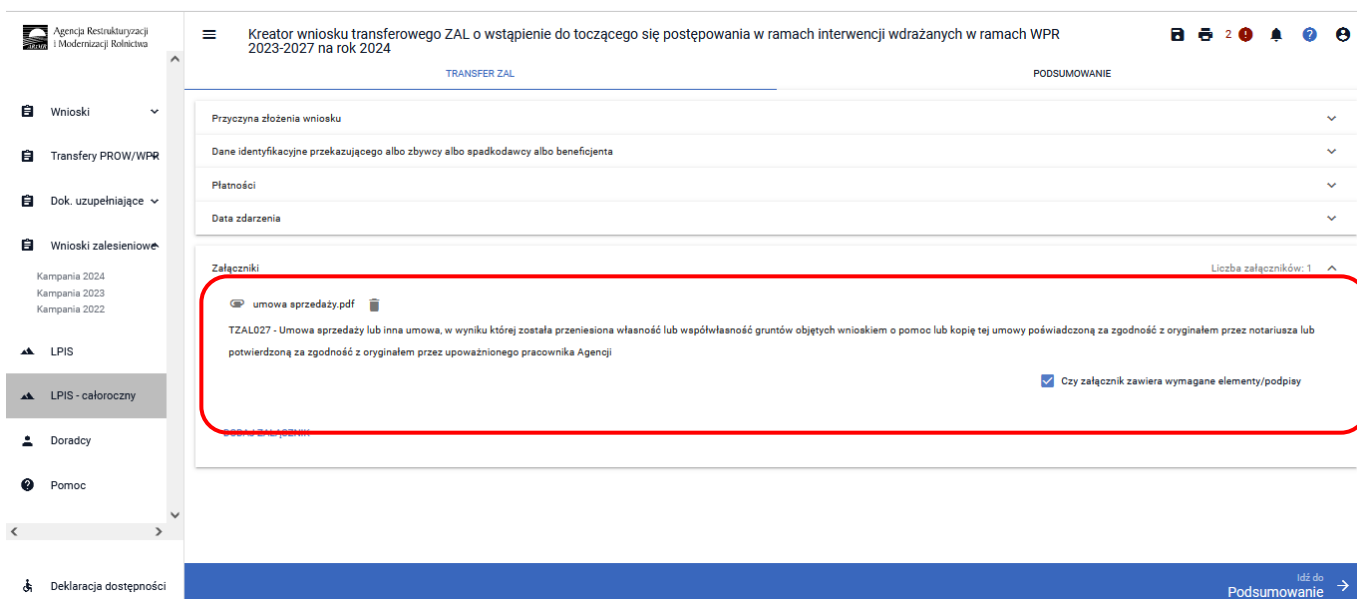 Agencja Restrukturyzacji
i Modernizacji Rolnictwa
ARiMR
Kreator wniosku transferowego ZAL o wstąpienie do toczącego się postępowania w ramach interwencji wdrażanych w ramach WPR
2023-2027 na rok 2024
2
TRANSFER ZAL
PODSUMOWANIE
Wnioski
Transfery PROW/WPR
Dok. uzupełniające
Wnioski zalesieniowe
Kampania 2024
Kampania 2023
Kampania 2022
LPIS
LPIS - całoroczny
Doradcy
Pomoc
Deklaracja dostępności
Przyczyna złożenia wniosku
Dane identyfikacyjne przekazującego albo zbywcy albo spadkodawcy albo beneficjenta
Płatności
Data zdarzenia
Załączniki
Liczba załączników: 1
umowa sprzedaży.pdf
TZAL027 - Umowa sprzedaży lub inna umowa, w wyniku której została przeniesiona własność lub współwłasność gruntów objętych wnioskiem o pomoc lub kopię tej umowy poświadczoną za zgodność z oryginałem przez notariusza lub
potwierdzoną za zgodność z oryginałem przez upoważnionego pracownika Agencji
Czy załącznik zawiera wymagane elementy/podpisy
DODAJ ZAŁĄCZNIK
Idź do
Podsumowanie